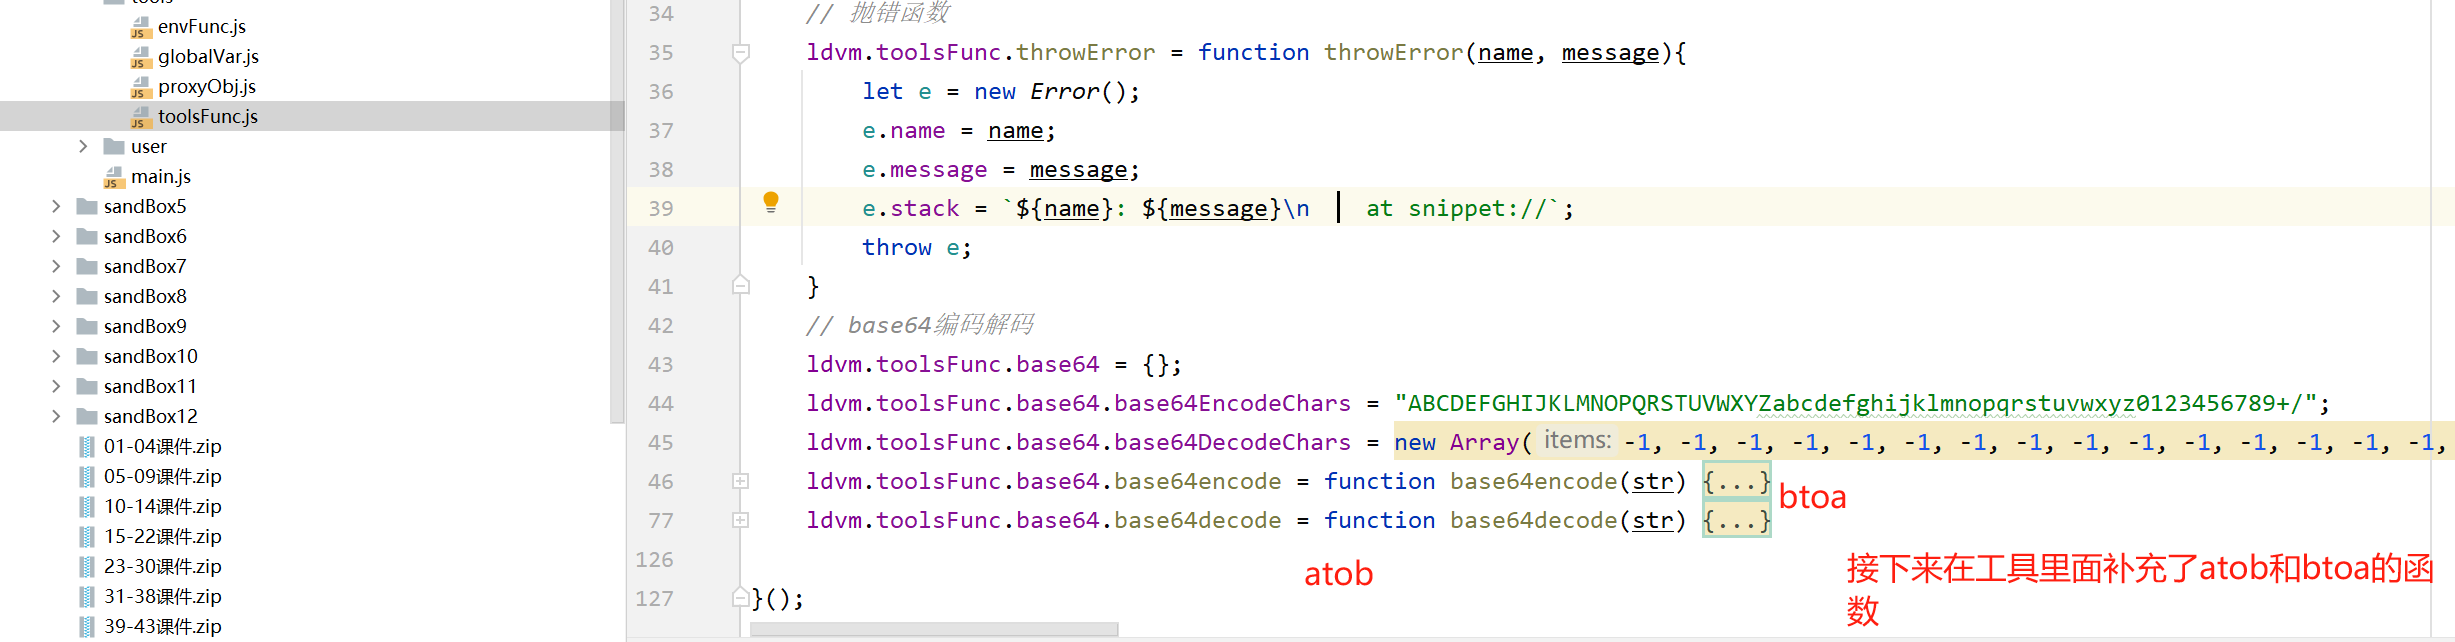 tools
envFunc.js
globalVar.js
proxyObj.js
toolsFunc.js
user
main.js
sandBox5
sandBox6
sandBox7
sandBox8
sandBox9
sandBox10
sandBox11
sandBox12
01-04课件.zip
05-09课件.zip
10-14课件.zip
15-22课件.zip
23-30课件.zip
31-38课件.zip
39-43课件.zip
34 // 抛错函数
35 ldvm.toolsFunc.throwError = function throwError(name, message){
36 let e = new Error();
37 e.name = name;
38 e.message = message;
39 e.stack = `${name}: ${message}\n    at snippet://`;
40 throw e;
41 }
42 // base64编码解码
43 ldvm.toolsFunc.base64 = {};
44 ldvm.toolsFunc.base64.base64EncodeChars = "ABCDEFGHIJKLMNOPQRSTUVWXYZabcdefghijklmnopqrstuvwxyz0123456789+/";
45 ldvm.toolsFunc.base64.base64DecodeChars = new Array( items: -1, -1, -1, -1, -1, -1, -1, -1, -1, -1, -1, -1, -1, -1, -1,
46 ldvm.toolsFunc.base64.base64encode = function base64encode(str) {...}
btoa
77 ldvm.toolsFunc.base64.base64decode = function base64decode(str) {...}
126
atob
接下来在工具里面补充了atob和btoa的函
数
127 }();